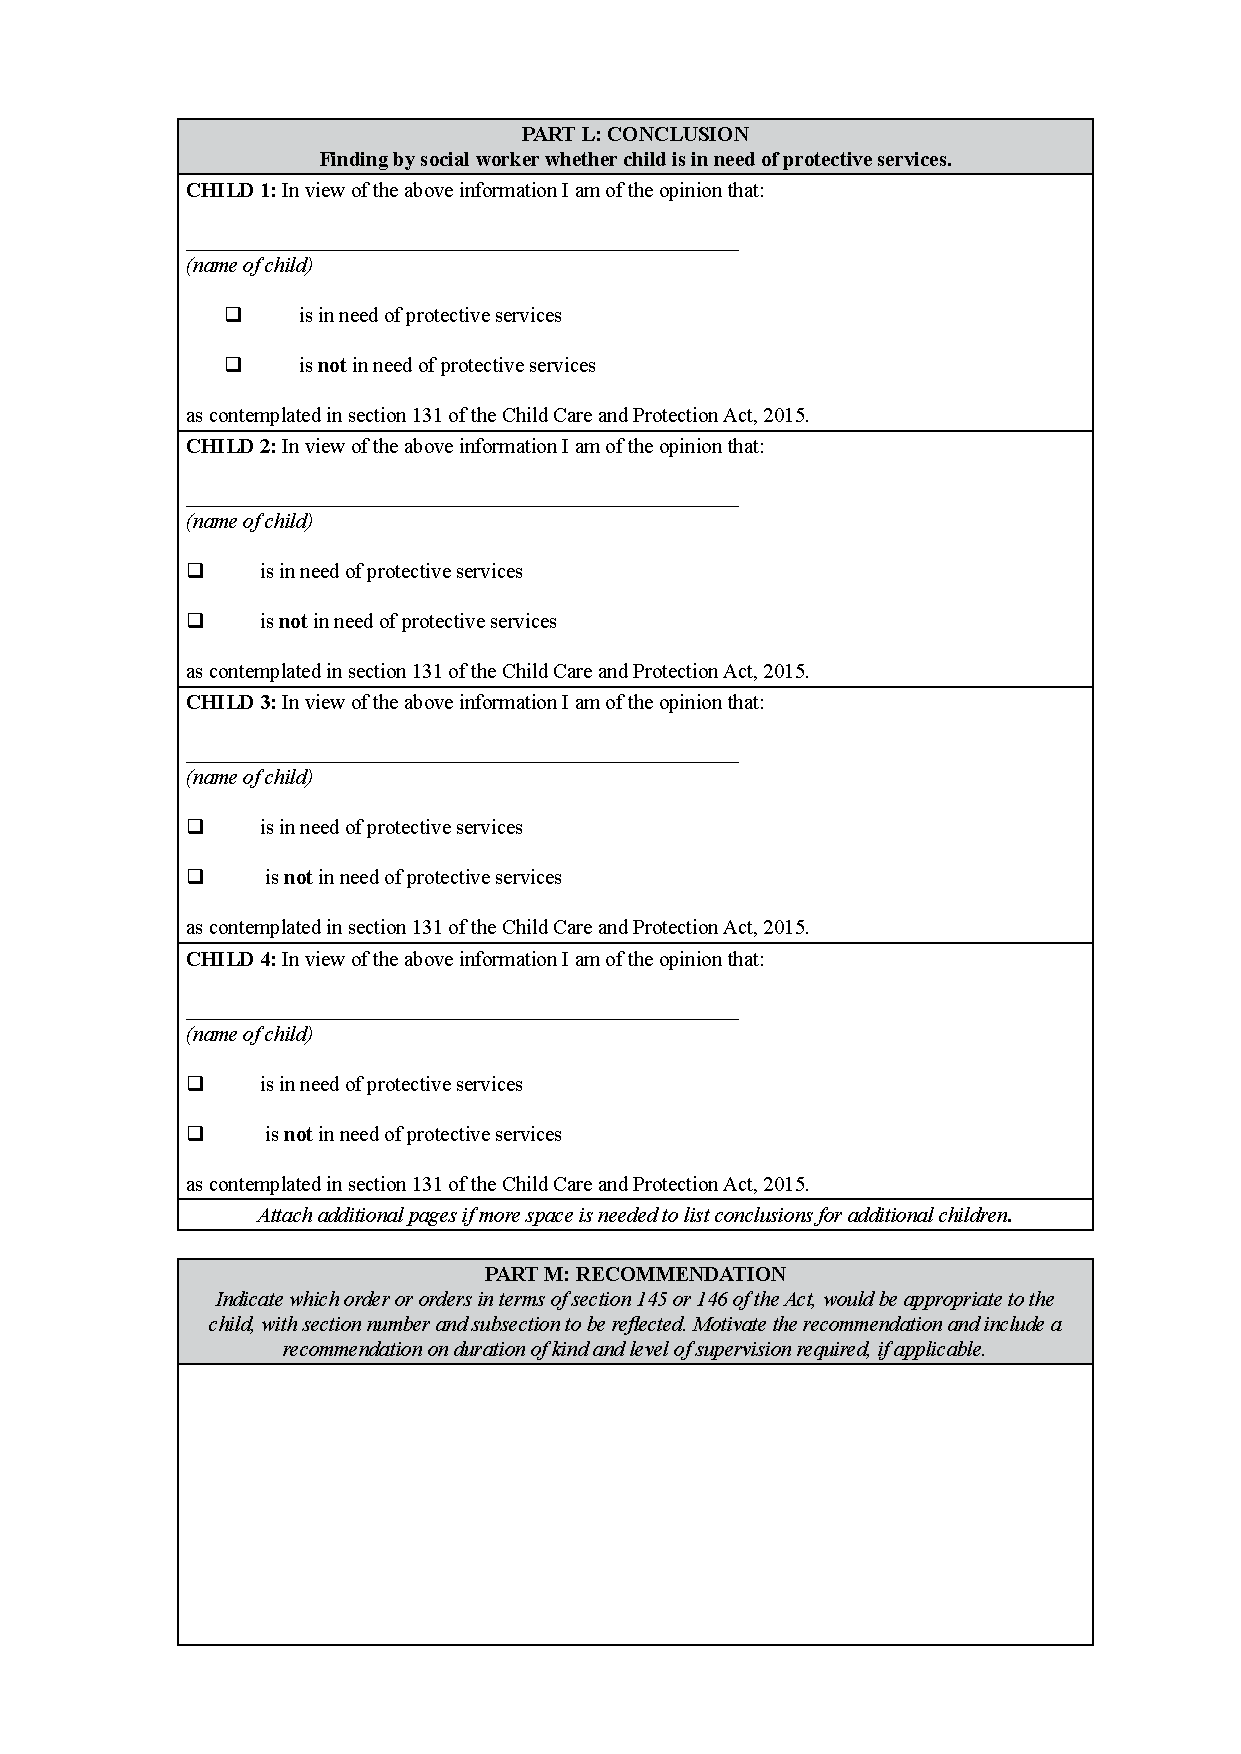 PART L: CONCLUSION
Finding by social worker whether child is in need of protective services.
CHILD 1: In view of the above information I am of the opinion that:
(name of child)
❑ is in need of protective services
❑ is not in need of protective services
as contemplated in section 131 of the Child Care and Protection Act, 2015.
CHILD 2: In view of the above information I am of the opinion that:
(name of child)
❑ is in need of protective services
❑ is not in need of protective services
as contemplated in section 131 of the Child Care and Protection Act, 2015.
CHILD 3: In view of the above information I am of the opinion that:
(name of child)
❑ is in need of protective services
❑ is not in need of protective services
as contemplated in section 131 of the Child Care and Protection Act, 2015.
CHILD 4: In view of the above information I am of the opinion that:
(name of child)
❑ is in need of protective services
❑ is not in need of protective services
as contemplated in section 131 of the Child Care and Protection Act, 2015.
Attach additional pages if more space is needed to list conclusions for additional children.
PART M: RECOMMENDATION
Indicate which order or orders in terms of section 145 or 146 of the Act, would be appropriate to the
child, with section number and subsection to be reflected. Motivate the recommendation and include a
recommendation on duration of kind and level of supervision required, if applicable.